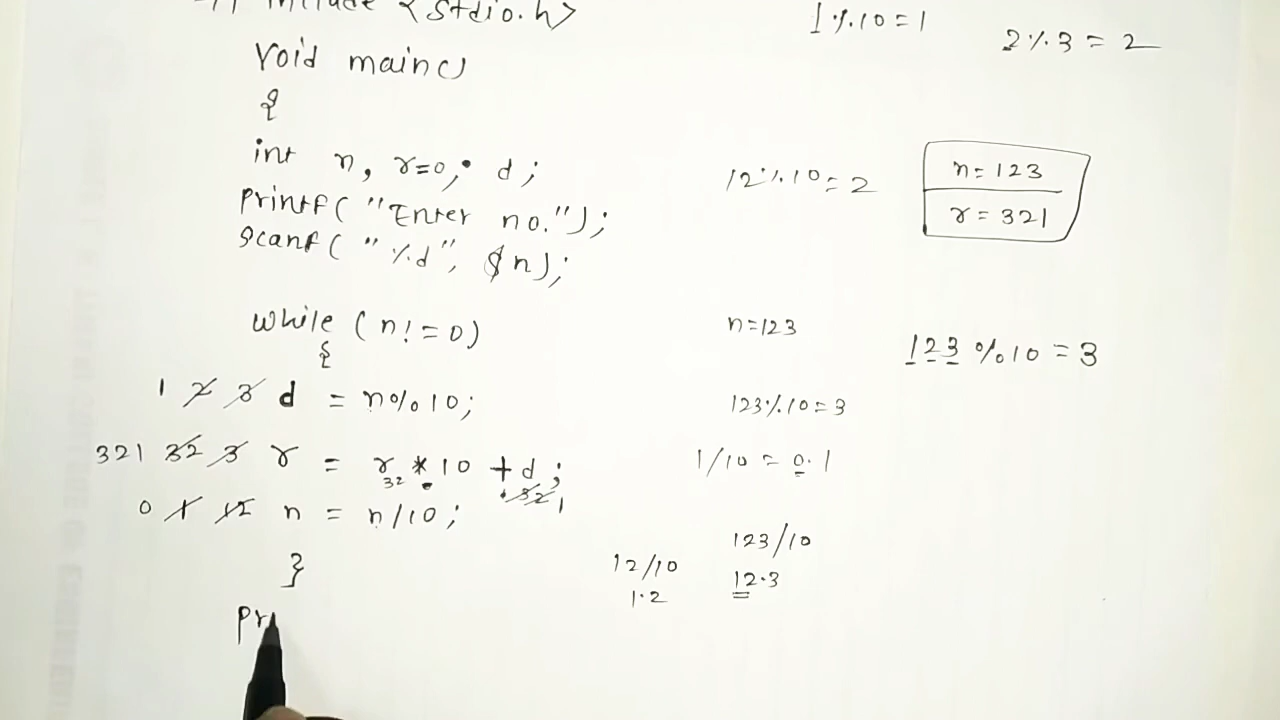 # include <stdio.h>
void main()
{
int n, r=0, d;
printf( "Enter no.");
scanf( "%d", &n);
while ( n! = 0 )
{
1 2 3 d = n%10;
321 32 3 r = r * 10 + d;
32 321
0 1 12 n = n/10;
}
Pr
1%10=1
2%3 = 2
12%10=2
n=123
r=321
n=123
123 %10 = 3
123%10=3
1/10 = 0.1
123/10
12.3
12/10
1.2